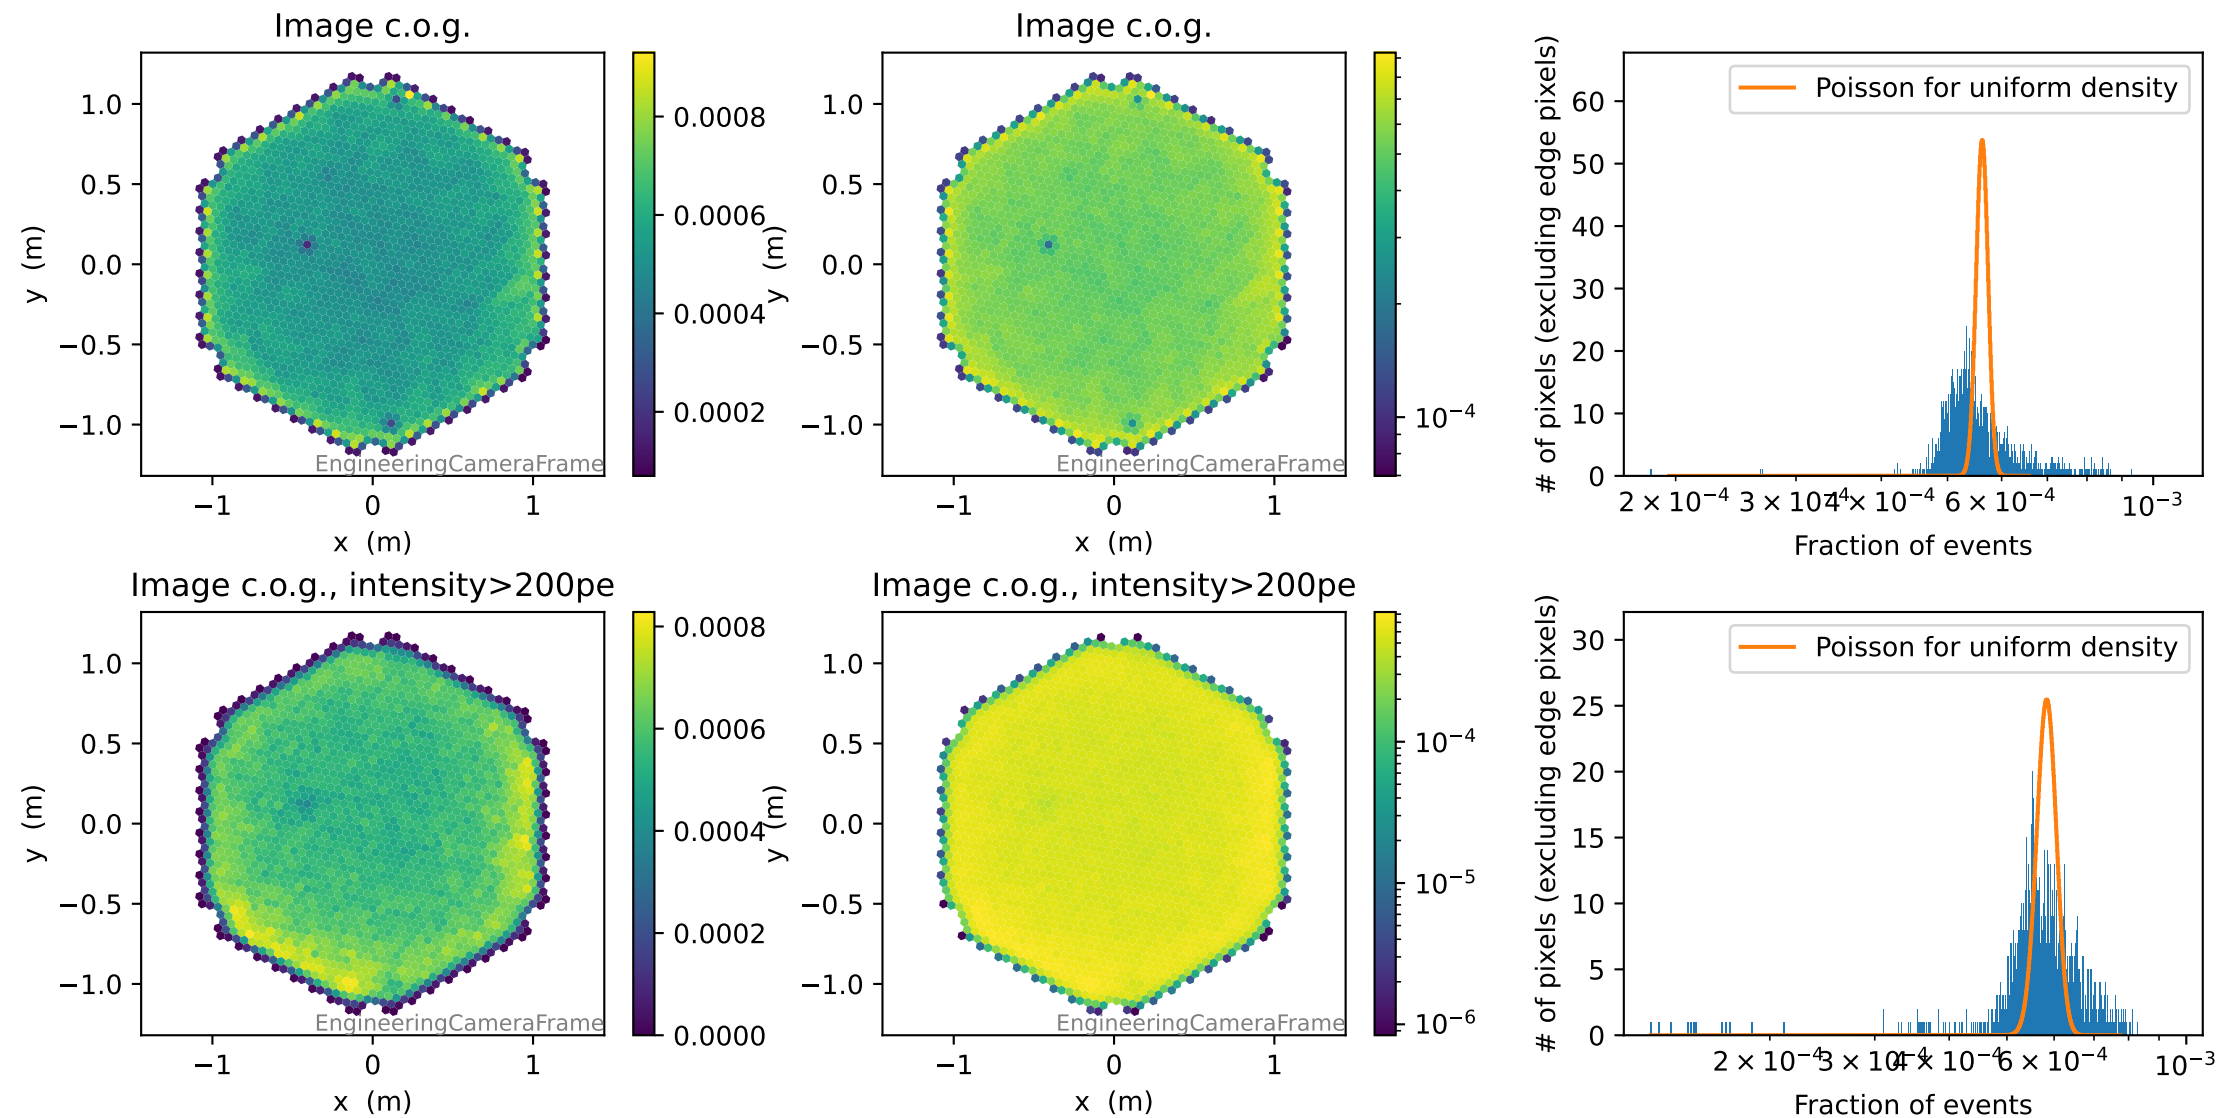 Image c.o.g.
y (m)
1.0
0.5
0.0
−0.5
−1.0
−1 0 1
x (m)
EngineeringCameraFrame
0.0008
0.0006
0.0004
0.0002
Image c.o.g.
y (m)
1.0
0.5
0.0
−0.5
−1.0
−1 0 1
x (m)
EngineeringCameraFrame
10⁻⁴
# of pixels (excluding edge pixels)
60
50
40
30
20
10
0
Poisson for uniform density
2 × 10⁻⁴ 3 × 10⁻⁴ 4 × 10⁻⁴ 6 × 10⁻⁴ 10⁻³
Fraction of events
Image c.o.g., intensity>200pe
y (m)
1.0
0.5
0.0
−0.5
−1.0
−1 0 1
x (m)
EngineeringCameraFrame
0.0008
0.0006
0.0004
0.0002
0.0000
Image c.o.g., intensity>200pe
y (m)
1.0
0.5
0.0
−0.5
−1.0
−1 0 1
x (m)
EngineeringCameraFrame
10⁻⁴
10⁻⁵
10⁻⁶
# of pixels (excluding edge pixels)
30
25
20
15
10
5
0
Poisson for uniform density
2 × 10⁻⁴ 3 × 10⁻⁴ 4 × 10⁻⁴ 6 × 10⁻⁴ 10⁻³
Fraction of events